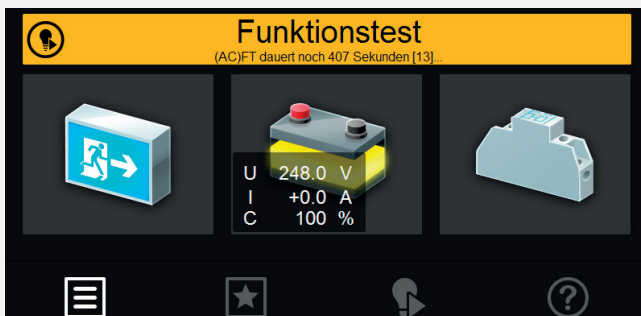 Funktionstest
(AC)FT dauert noch 407 Sekunden [13]...
U 248.0 V
I +0.0 A
C 100 %
?